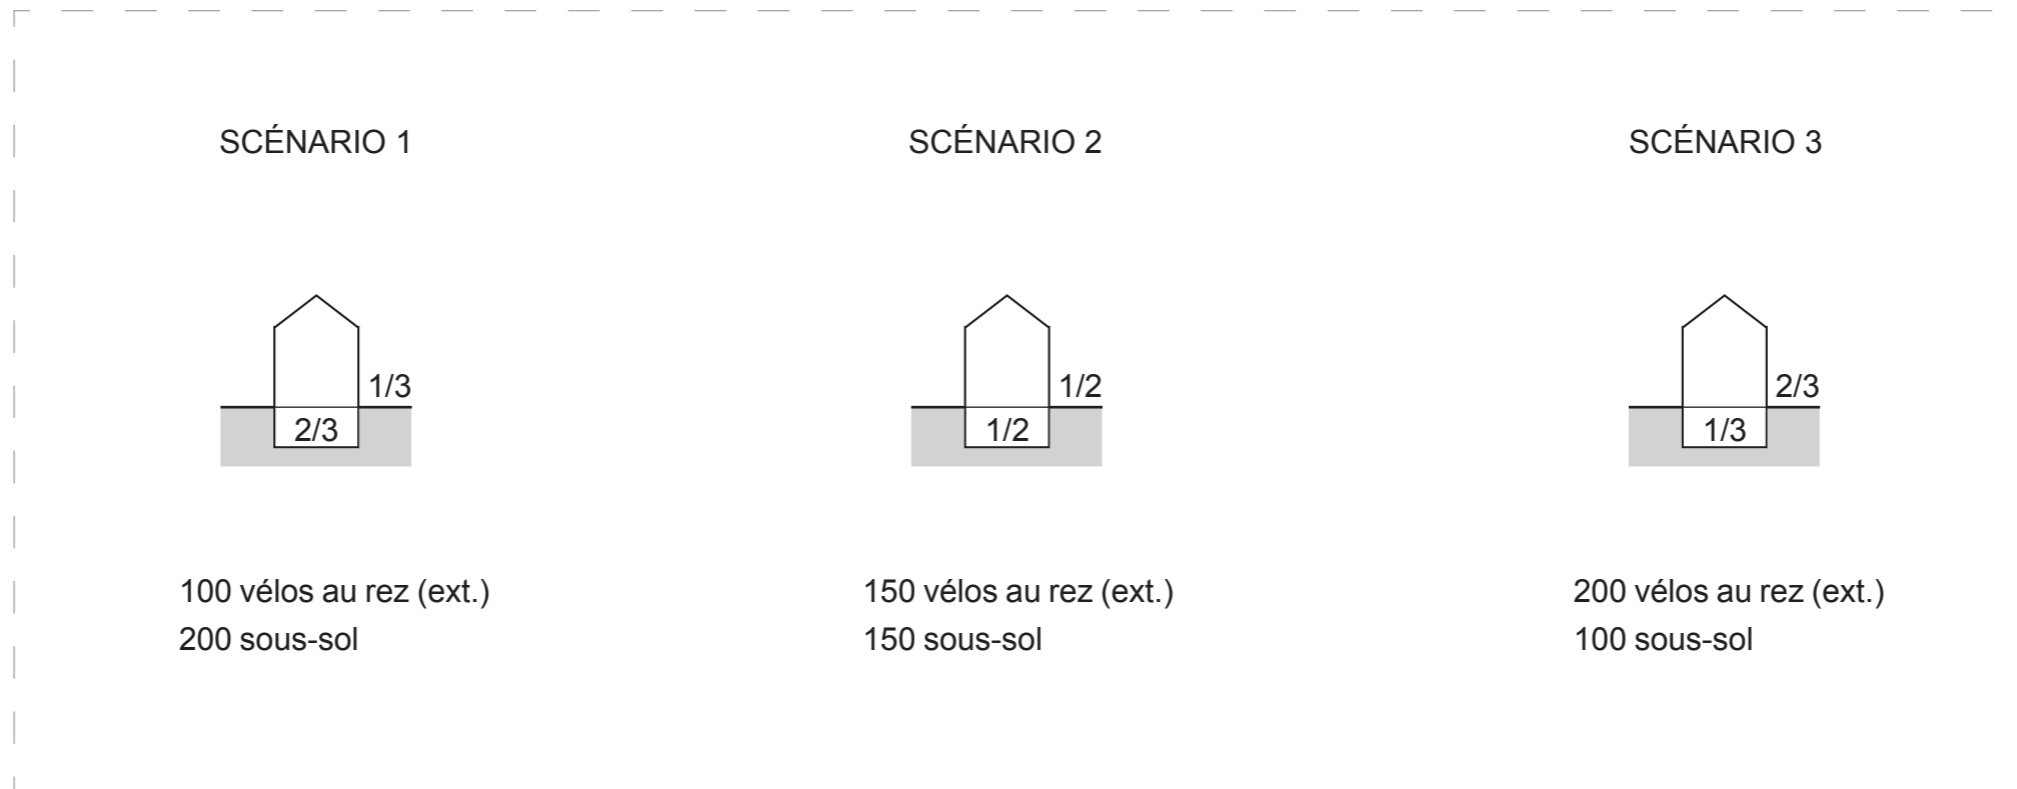 SCÉNARIO 1
SCÉNARIO 2
SCÉNARIO 3
1/3
2/3
1/2
1/2
2/3
1/3
100 vélos au rez (ext.)
200 sous-sol
150 vélos au rez (ext.)
150 sous-sol
200 vélos au rez (ext.)
100 sous-sol